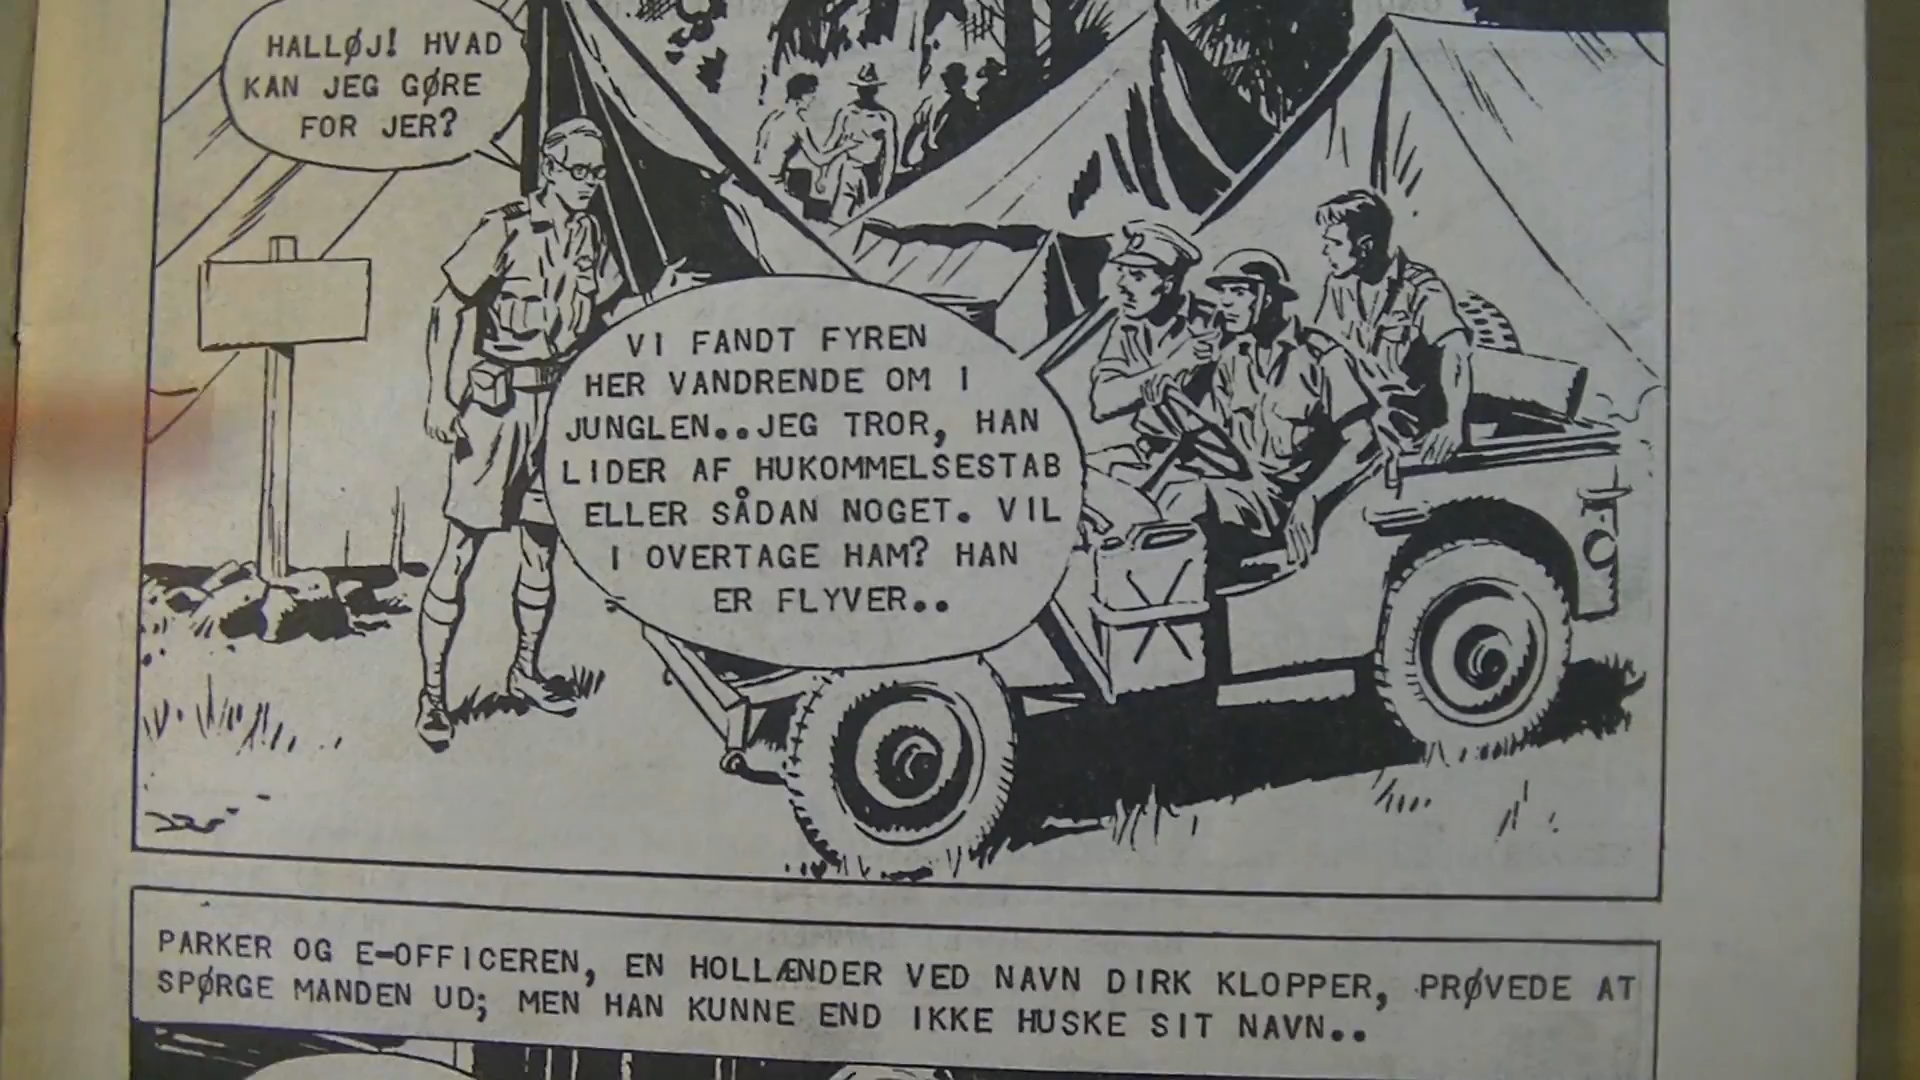 HALLØJ! HVAD
KAN JEG GØRE
FOR JER?
VI FANDT FYREN
HER VANDRENDE OM I
JUNGLEN..JEG TROR, HAN
LIDER AF HUKOMMELSESTAB
ELLER SÅDAN NOGET. VIL
I OVERTAGE HAM? HAN
ER FLYVER..
PARKER OG E-OFFICEREN, EN HOLLÆNDER VED NAVN DIRK KLOPPER, PRØVEDE AT
SPØRGE MANDEN UD; MEN HAN KUNNE END IKKE HUSKE SIT NAVN..